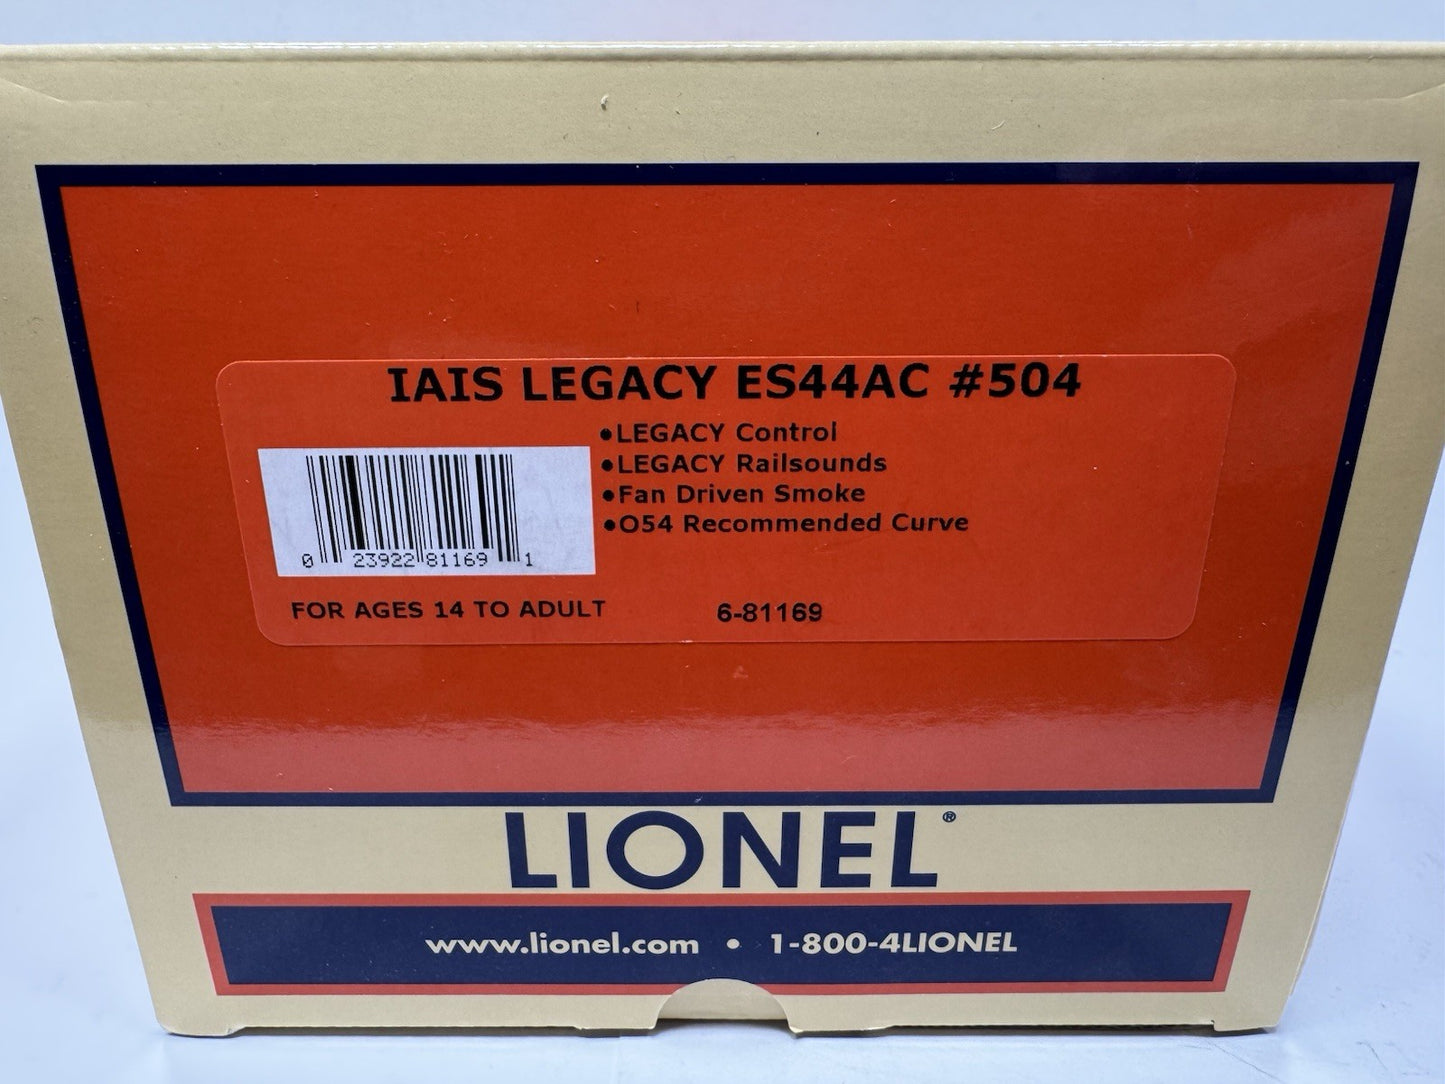 IAIS LEGACY ES44AC #504
•LEGACY Control
•LEGACY Railsounds
•Fan Driven Smoke
•O54 Recommended Curve
0 23922 81169 1
FOR AGES 14 TO ADULT 6-81169
LIONEL®
www.lionel.com • 1-800-4LIONEL